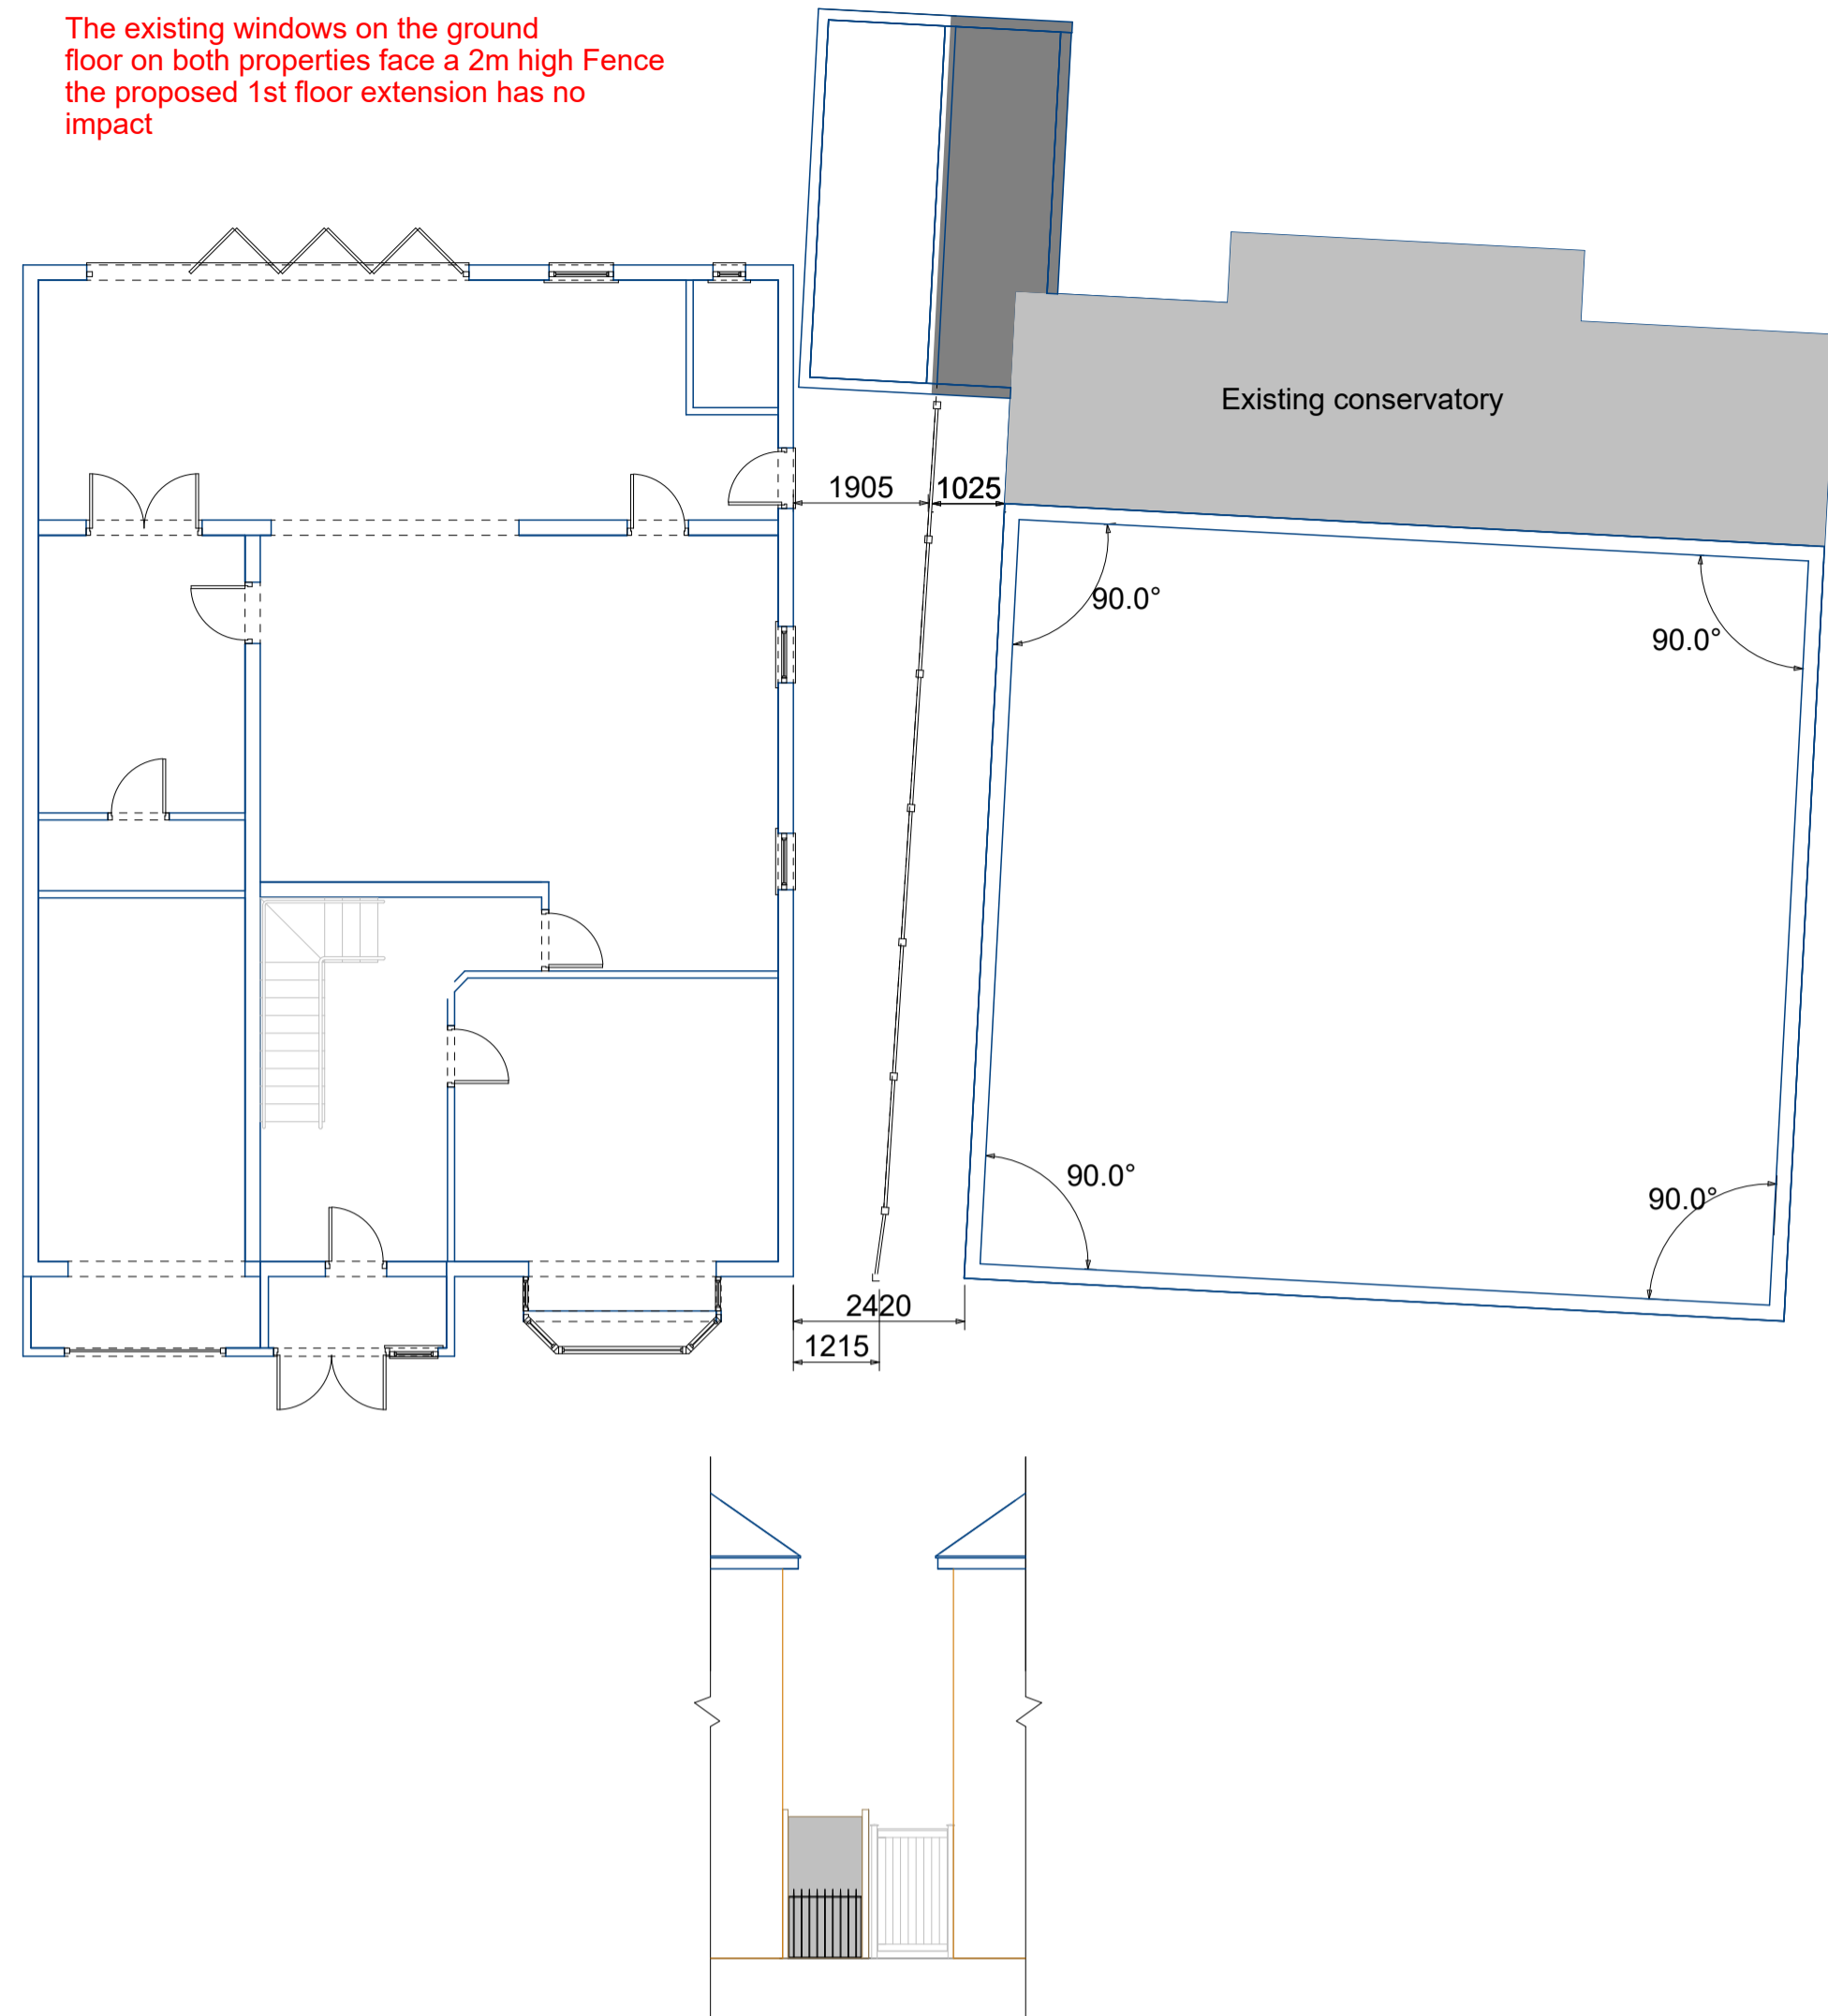 The existing windows on the ground
floor on both properties face a 2m high Fence
the proposed 1st floor extension has no
impact
Existing conservatory
1905
1025
90.0°
90.0°
90.0°
90.0°
2420
1215